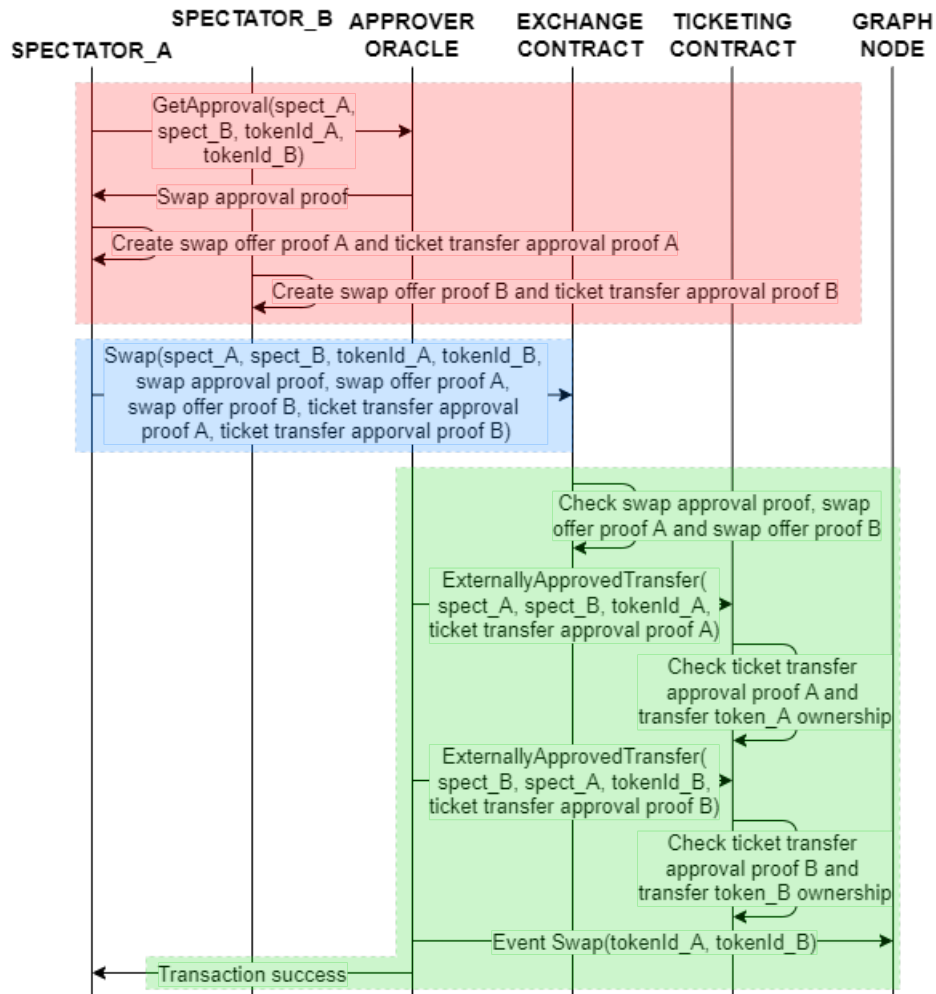 SPECTATOR_A
SPECTATOR_B
APPROVER
ORACLE
EXCHANGE
CONTRACT
TICKETING
CONTRACT
GRAPH
NODE
GetApproval(spect_A,
spect_B, tokenId_A,
tokenId_B)
Swap approval proof
Create swap offer proof A and ticket transfer approval proof A
Create swap offer proof B and ticket transfer approval proof B
Swap(spect_A, spect_B, tokenId_A, tokenId_B,
swap approval proof, swap offer proof A,
swap offer proof B, ticket transfer approval
proof A, ticket transfer apporval proof B)
Check swap approval proof, swap
offer proof A and swap offer proof B
ExternallyApprovedTransfer(
spect_A, spect_B, tokenId_A,
ticket transfer approval proof A)
Check ticket transfer
approval proof A and
transfer token_A ownership
ExternallyApprovedTransfer(
spect_B, spect_A, tokenId_B,
ticket transfer approval proof B)
Check ticket transfer
approval proof B and
transfer token_B ownership
Event Swap(tokenId_A, tokenId_B)
Transaction success